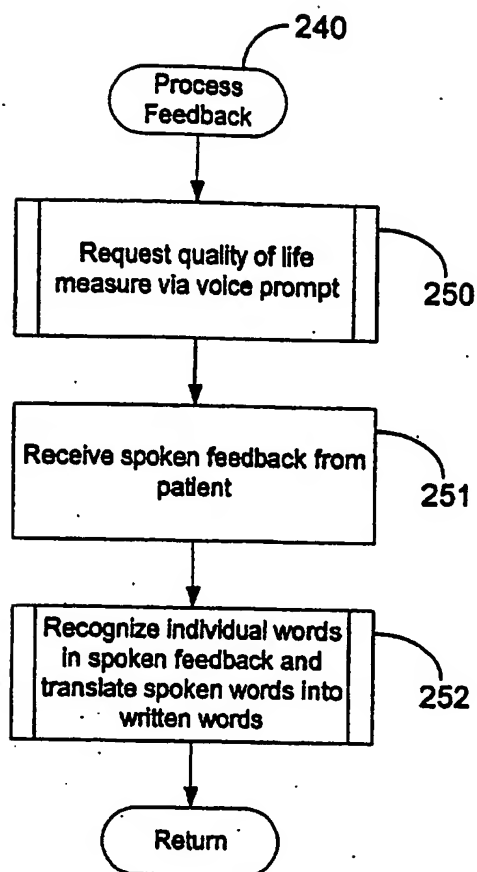 240
Process
Feedback
Request quality of life
measure via voice prompt
250
Receive spoken feedback from
patient
251
Recognize individual words
in spoken feedback and
translate spoken words into
written words
252
Return